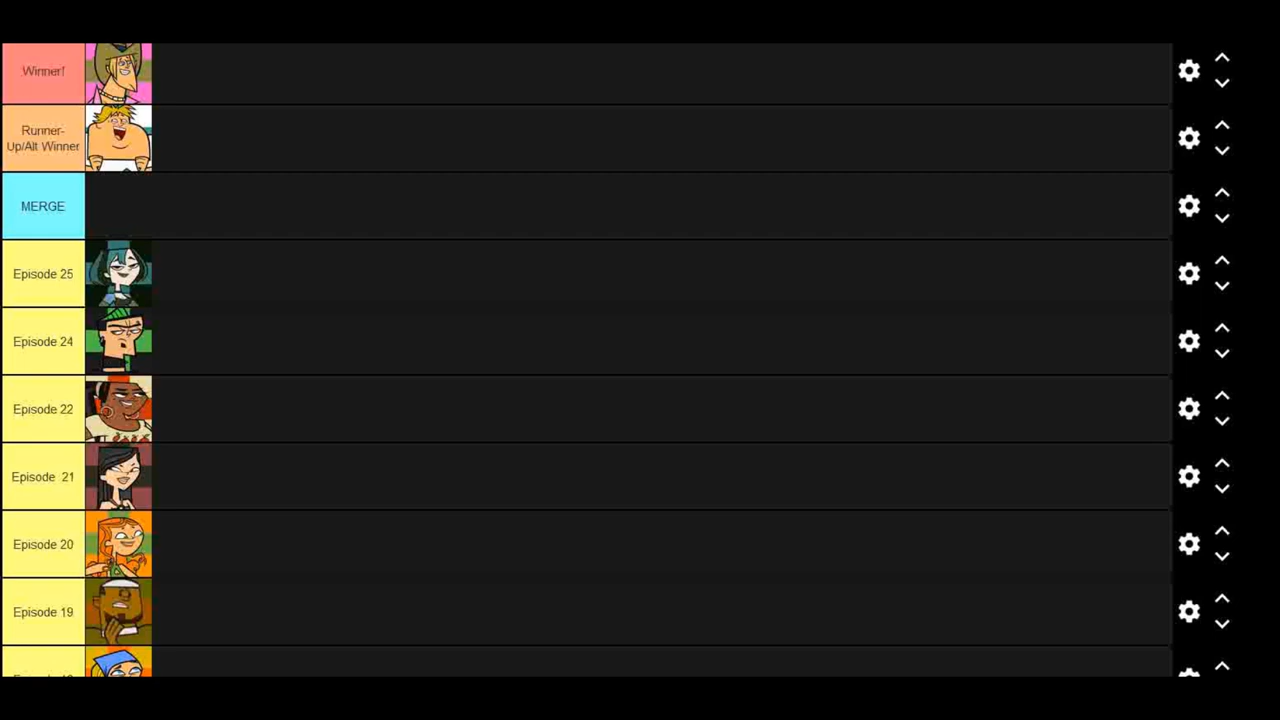 Winner!
Runner-
Up/Alt Winner
MERGE
Episode 25
Episode 24
Episode 22
Episode 21
Episode 20
Episode 19